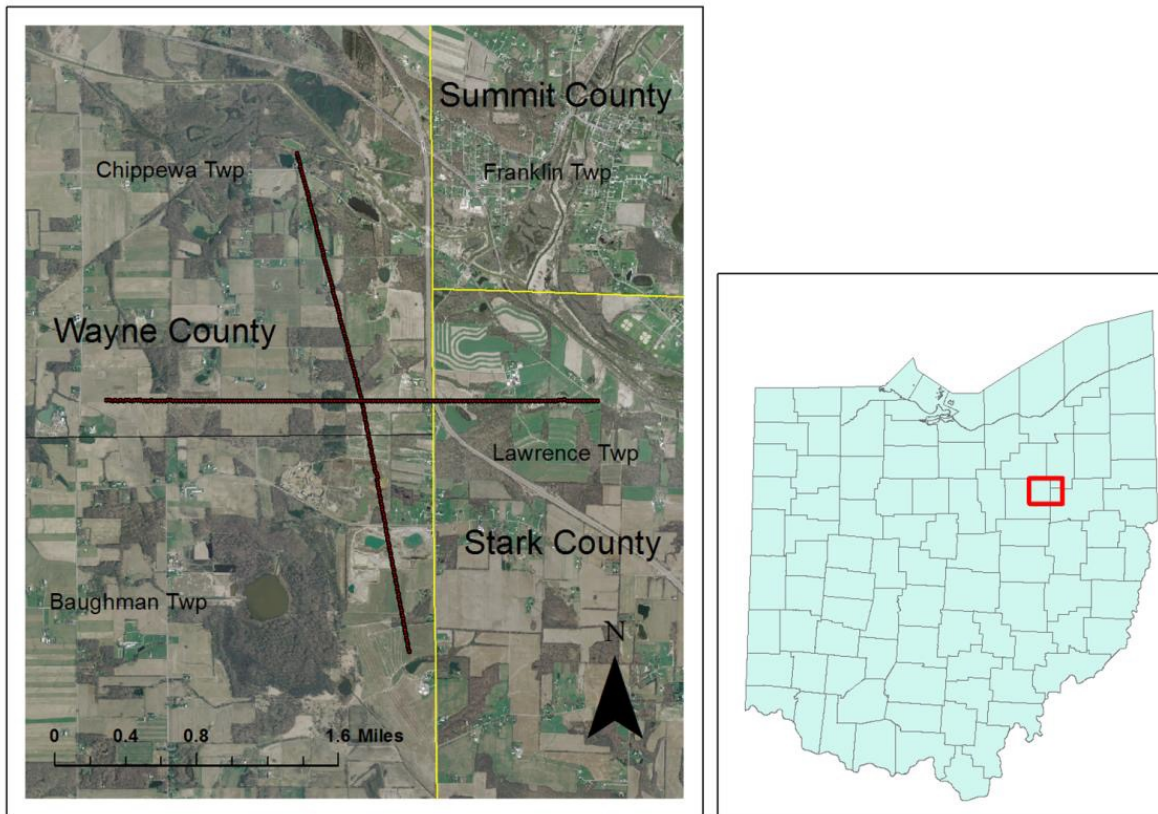 Summit County
Chippewa Twp
Franklin Twp
Wayne County
Lawrence Twp
Stark County
Baughman Twp
N
0 0.4 0.8 1.6 Miles